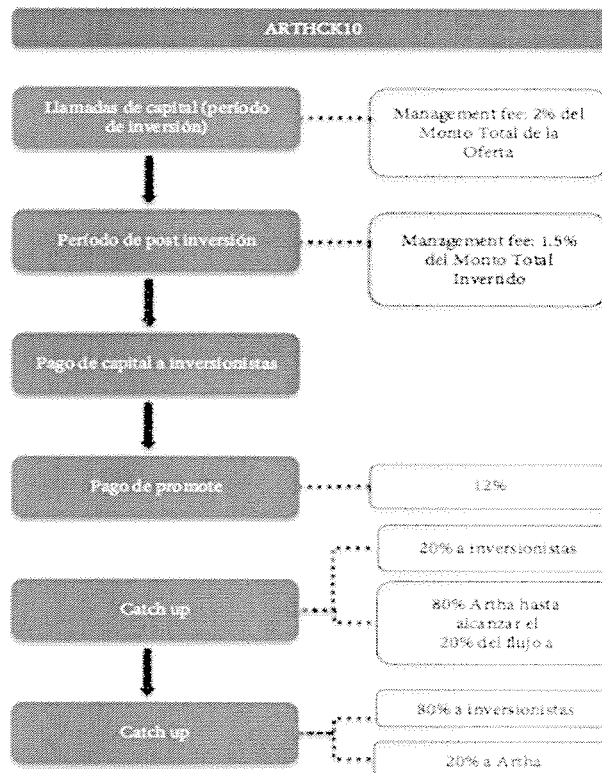 ARTHCK10
Llamadas de capital (período
de inversión)
Management fee: 2% del
Monto Total de la
Oferta
Período de post inversión
Management fee: 1.5%
del Monto Total
Invertido
Pago de capital a inversionistas
Pago de promote
12%
20% a inversionistas
Catch up
80% Artha hasta
alcanzar el
20% del flujo a
80% a inversionistas
Catch up
20% a Artha